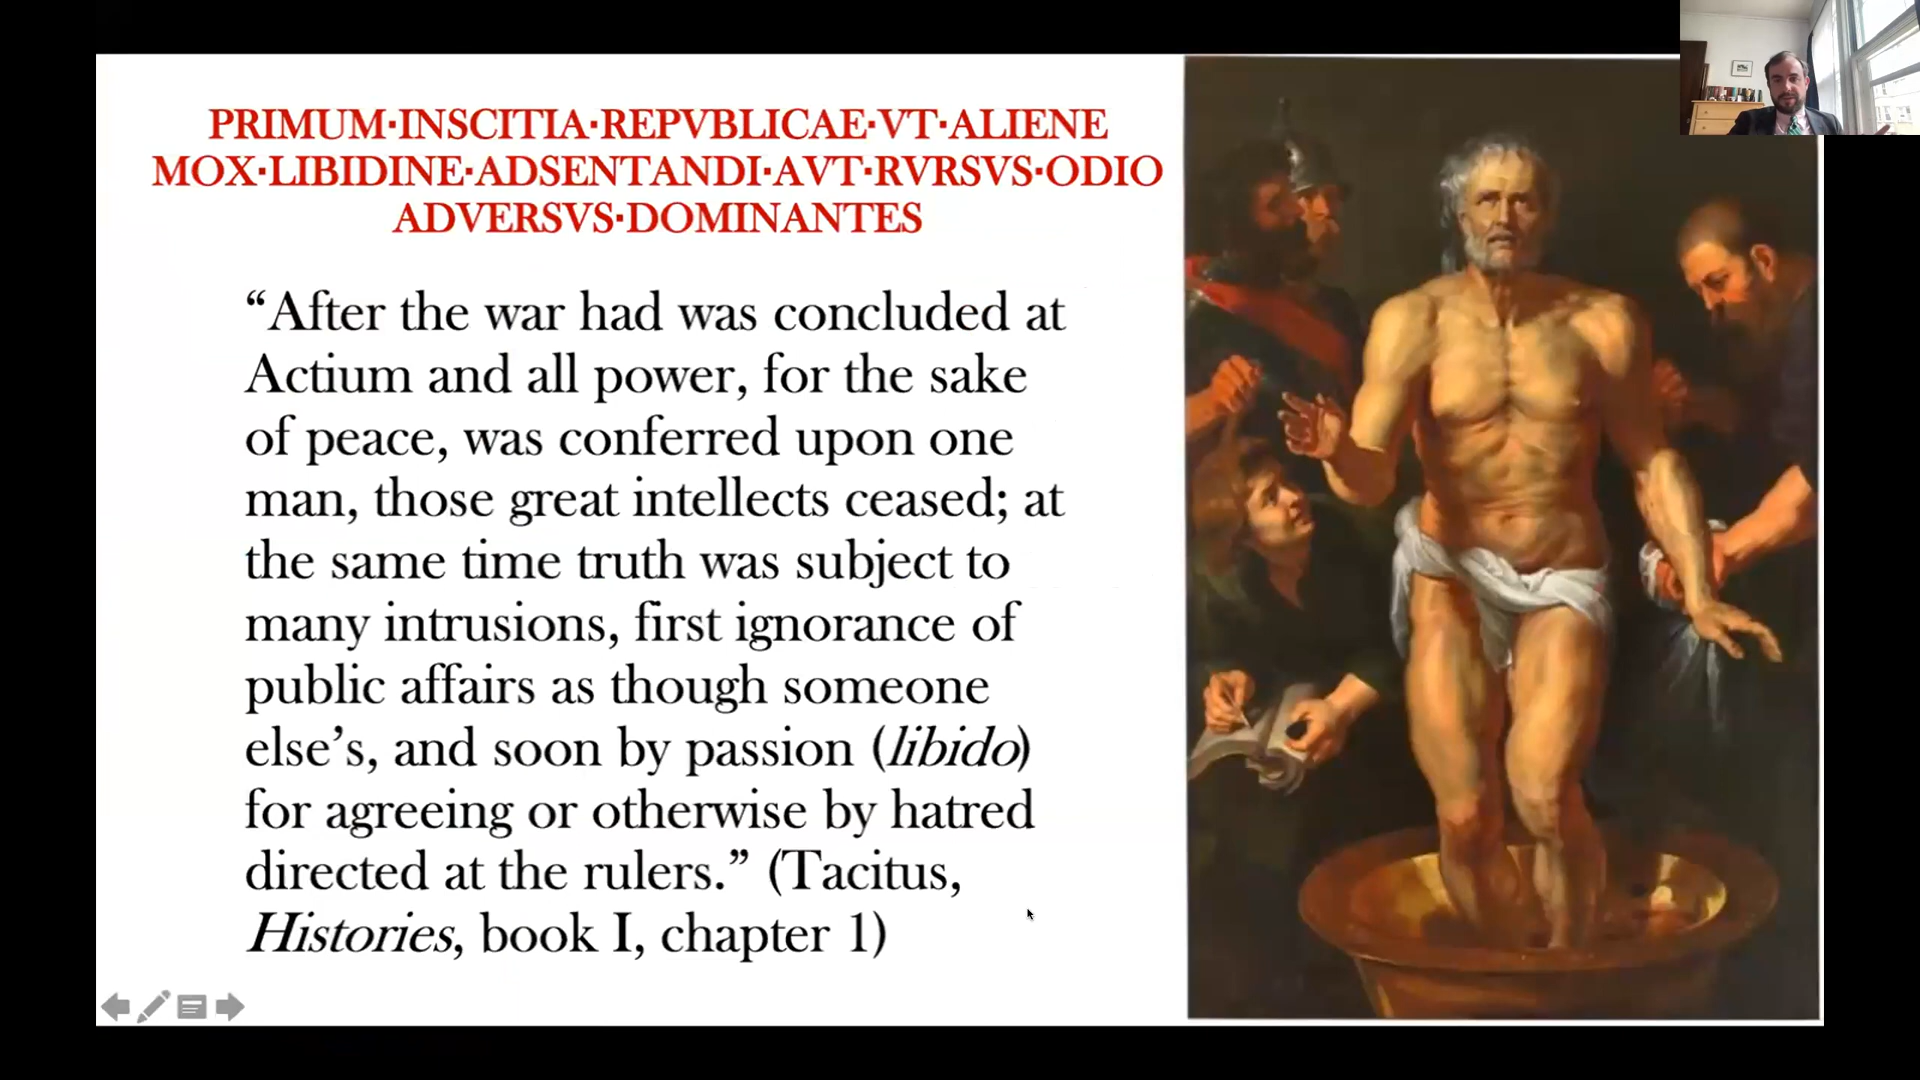 PRIMUM·INSCITIA·REPVBLICAE·VT·ALIENE
MOX·LIBIDINE·ADSENTANDI·AVT·RVRSVS·ODIO
ADVERSVS·DOMINANTES
“After the war had was concluded at
Actium and all power, for the sake
of peace, was conferred upon one
man, those great intellects ceased; at
the same time truth was subject to
many intrusions, first ignorance of
public affairs as though someone
else’s, and soon by passion (libido)
for agreeing or otherwise by hatred
directed at the rulers.” (Tacitus,
Histories, book I, chapter 1)